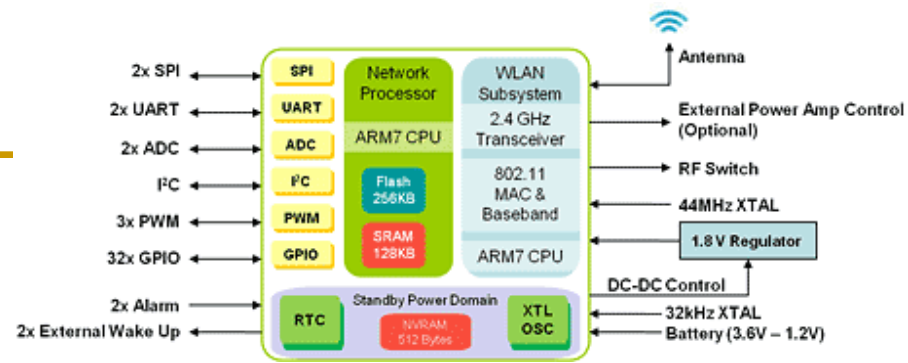 2x SPI
2x UART
2x ADC
I²C
3x PWM
32x GPIO
2x Alarm
2x External Wake Up
SPI
UART
ADC
I²C
PWM
GPIO
Network
Processor
ARM7 CPU
Flash
256KB
SRAM
128KB
WLAN
Subsystem
2.4 GHz
Transceiver
802.11
MAC &
Baseband
ARM7 CPU
Standby Power Domain
RTC
NVRAM
512 Bytes
XTL
OSC
Antenna
External Power Amp Control
(Optional)
RF Switch
44MHz XTAL
1.8 V Regulator
DC-DC Control
32kHz XTAL
Battery (3.6V – 1.2V)